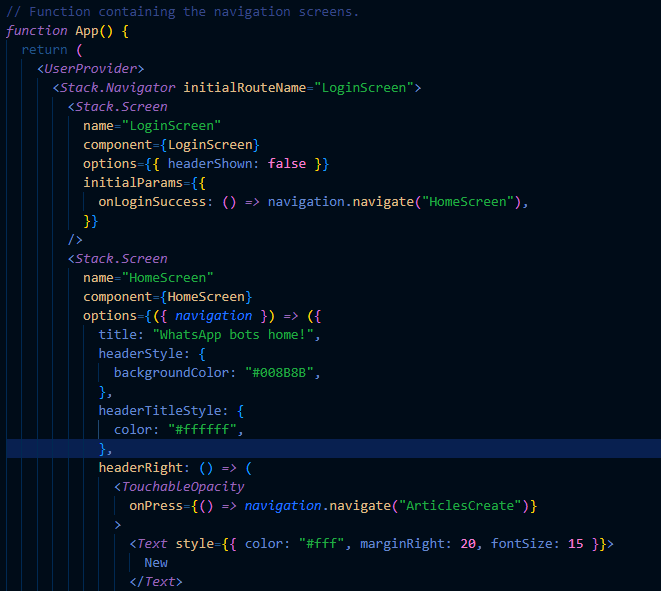 // Function containing the navigation screens.
function App() {
  return (
    <UserProvider>
      <Stack.Navigator initialRouteName="LoginScreen">
        <Stack.Screen
          name="LoginScreen"
          component={LoginScreen}
          options={{ headerShown: false }}
          initialParams={{
            onLoginSuccess: () => navigation.navigate("HomeScreen"),
          }}
        />
        <Stack.Screen
          name="HomeScreen"
          component={HomeScreen}
          options={({ navigation }) => ({
            title: "WhatsApp bots home!",
            headerStyle: {
              backgroundColor: "#008B8B",
            },
            headerTitleStyle: {
              color: "#ffffff",
            },
            headerRight: () => (
              <TouchableOpacity
                onPress={() => navigation.navigate("ArticlesCreate")}
              >
                <Text style={{ color: "#fff", marginRight: 20, fontSize: 15 }}>
                  New
                </Text>